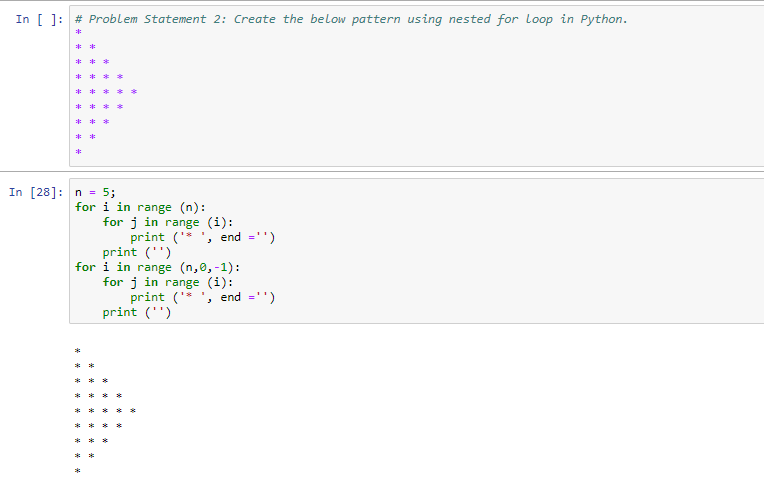 In [ ]: # Problem Statement 2: Create the below pattern using nested for loop in Python.
*
* *
* * *
* * * *
* * * * *
* * * *
* * *
* *
*
In [28]: n = 5;
for i in range (n):
    for j in range (i):
        print ('* ', end ='')
    print ('')
for i in range (n,0,-1):
    for j in range (i):
        print ('* ', end ='')
    print ('')
*
* *
* * *
* * * *
* * * * *
* * * *
* * *
* *
*